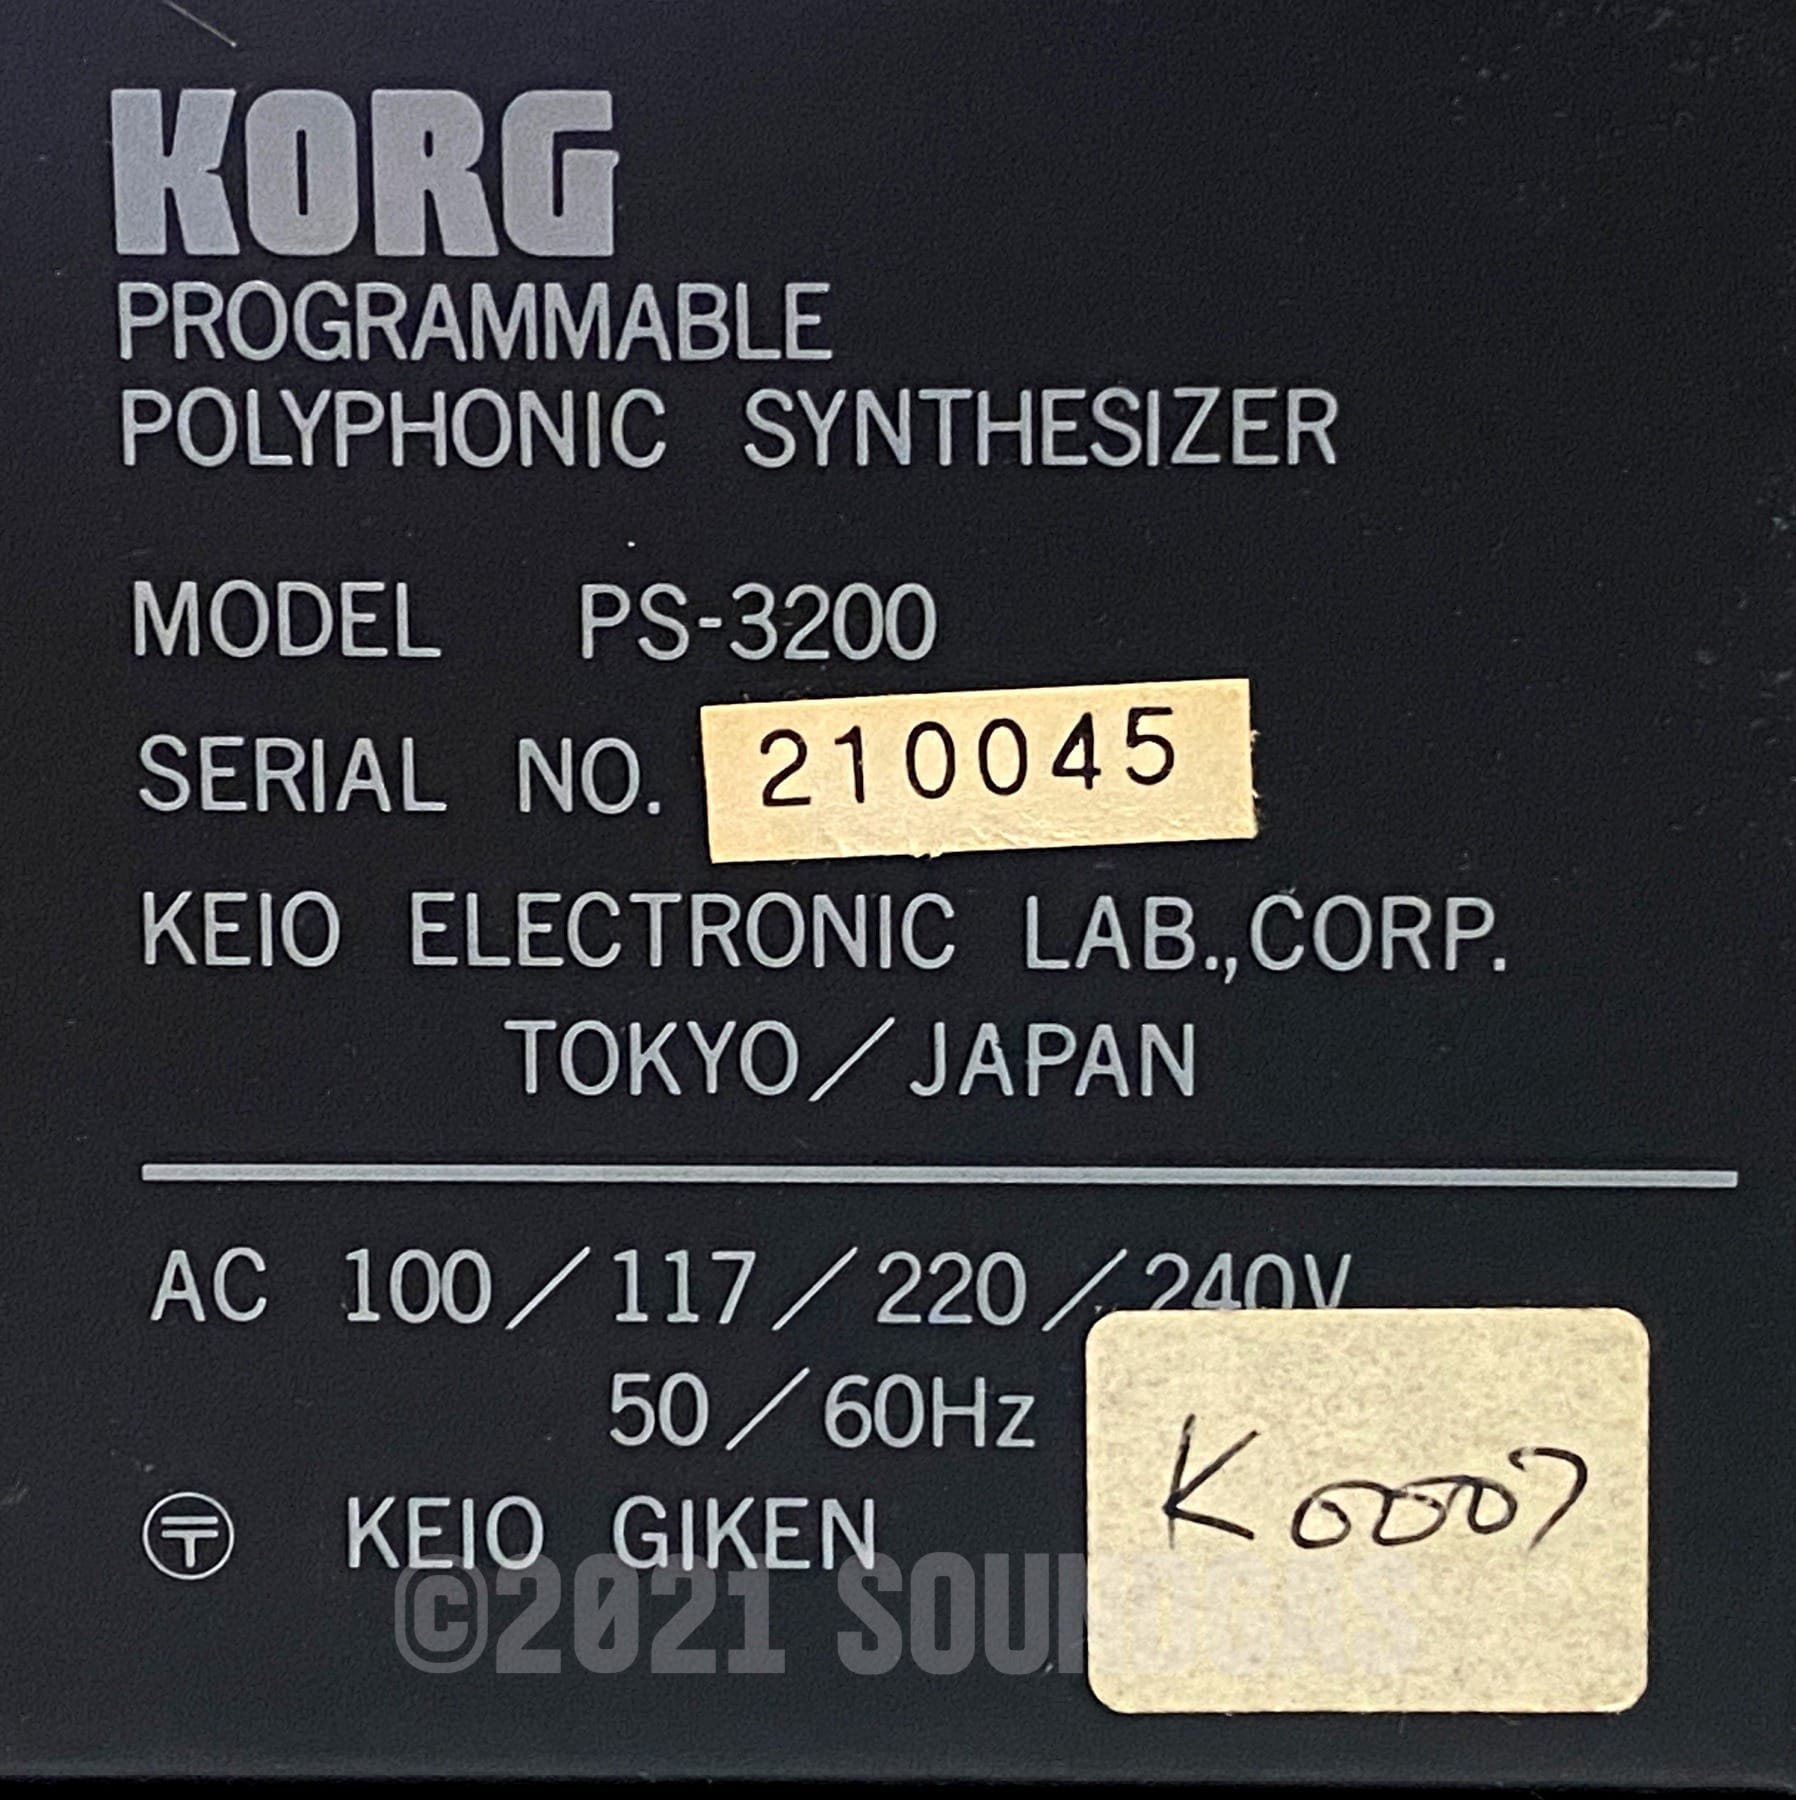 KORG
PROGRAMMABLE
POLYPHONIC SYNTHESIZER
MODEL PS-3200
SERIAL NO. 210045
KEIO ELECTRONIC LAB.,CORP.
TOKYO/JAPAN
AC 100/117/220/240V
50/60Hz
K0007
〒 KEIO GIKEN
©2021 SOUNDGAS